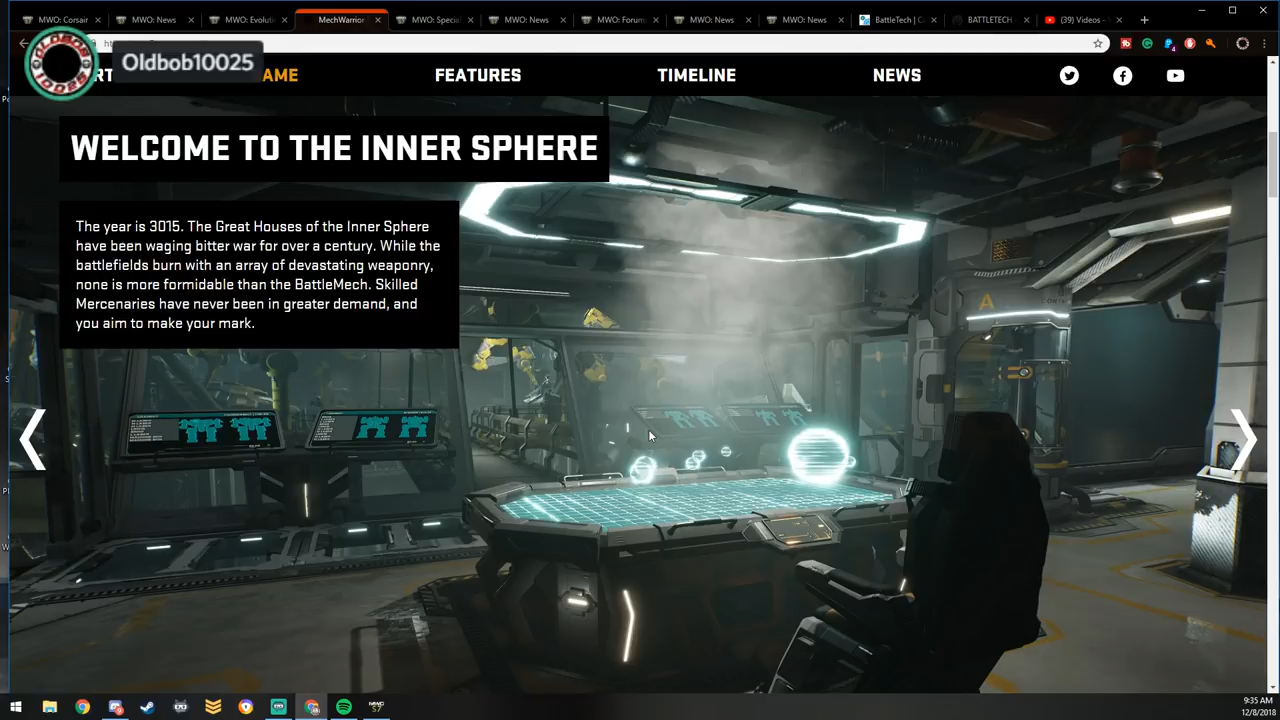 MWO: Corsair
MWO: News
MWO: Evoluti
MechWarrior
MWO: Special
MWO: News
MWO: Forum
MWO: News
MWO: News
BattleTech | C
BATTLETECH
(39) Videos -
Oldbob10025
AME
FEATURES
TIMELINE
NEWS
WELCOME TO THE INNER SPHERE
The year is 3015. The Great Houses of the Inner Sphere
have been waging bitter war for over a century. While the
battlefields burn with an array of devastating weaponry,
none is more formidable than the BattleMech. Skilled
Mercenaries have never been in greater demand, and
you aim to make your mark.
A
9:35 AM
12/8/2018